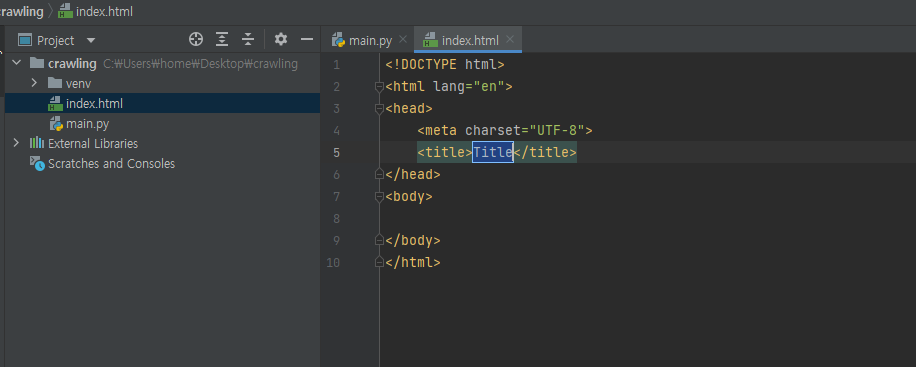 crawling index.html
Project
main.py index.html
crawling C:₩Users₩home₩Desktop₩crawling
venv
index.html
main.py
External Libraries
Scratches and Consoles
1 <!DOCTYPE html>
2 <html lang="en">
3 <head>
4 <meta charset="UTF-8">
5 <title>Title</title>
6 </head>
7 <body>
8
9 </body>
10 </html>